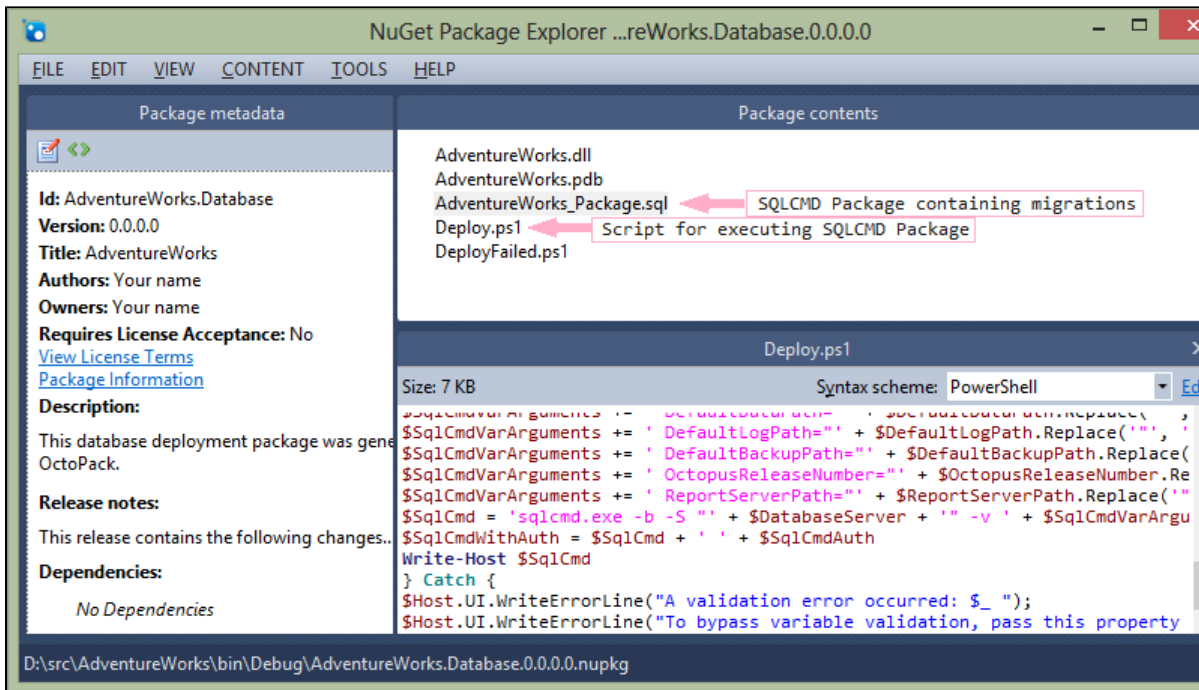 NuGet Package Explorer ...reWorks.Database.0.0.0.0
FILE EDIT VIEW CONTENT TOOLS HELP
Package metadata
Id: AdventureWorks.Database
Version: 0.0.0.0
Title: AdventureWorks
Authors: Your name
Owners: Your name
Requires License Acceptance: No
View License Terms
Package Information
Description:
This database deployment package was gene
OctoPack.
Release notes:
This release contains the following changes..
Dependencies:
No Dependencies
Package contents
AdventureWorks.dll
AdventureWorks.pdb
AdventureWorks_Package.sql SQLCMD Package containing migrations
Deploy.ps1 Script for executing SQLCMD Package
DeployFailed.ps1
Deploy.ps1
Size: 7 KB Syntax scheme: PowerShell Ed
$SqlCmdVarArguments += ' DefaultDataPath="' + $DefaultDataPath.Replace('"',
$SqlCmdVarArguments += ' DefaultLogPath="' + $DefaultLogPath.Replace('"', '
$SqlCmdVarArguments += ' DefaultBackupPath="' + $DefaultBackupPath.Replace(
$SqlCmdVarArguments += ' OctopusReleaseNumber="' + $OctopusReleaseNumber.Re
$SqlCmdVarArguments += ' ReportServerPath="' + $ReportServerPath.Replace('"
$SqlCmd = 'sqlcmd.exe -b -S "' + $DatabaseServer + '" -v ' + $SqlCmdVarArgu
$SqlCmdWithAuth = $SqlCmd + ' ' + $SqlCmdAuth
Write-Host $SqlCmd
} Catch {
$Host.UI.WriteErrorLine("A validation error occurred: $_ ");
$Host.UI.WriteErrorLine("To bypass variable validation, pass this property
D:\src\AdventureWorks\bin\Debug\AdventureWorks.Database.0.0.0.0.nupkg